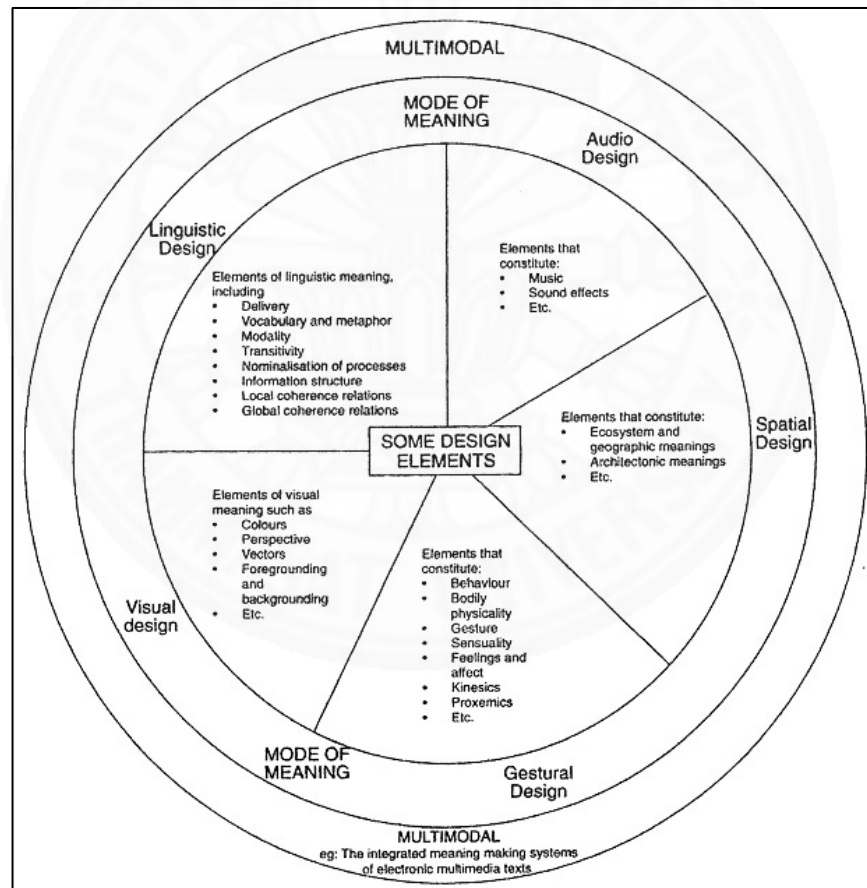 MULTIMODAL
MODE OF
MEANING
Audio
Design
Linguistic
Design
Elements of linguistic meaning,
including
• Delivery
• Vocabulary and metaphor
• Modality
• Transitivity
• Nominalisation of processes
• Information structure
• Local coherence relations
• Global coherence relations
Elements that
constitute:
• Music
• Sound effects
• Etc.
Elements that constitute:
• Ecosystem and
geographic meanings
• Architectonic meanings
• Etc.
Spatial
Design
SOME DESIGN
ELEMENTS
Elements of visual
meaning such as
• Colours
• Perspective
• Vectors
• Foregrounding
and
backgrounding
• Etc.
Visual
design
Elements that
constitute:
• Behaviour
• Bodily
physicality
• Gesture
• Sensuality
• Feelings and
affect
• Kinesics
• Proxemics
• Etc.
MODE OF
MEANING
Gestural
Design
MULTIMODAL
eg: The integrated meaning making systems
of electronic multimedia texts